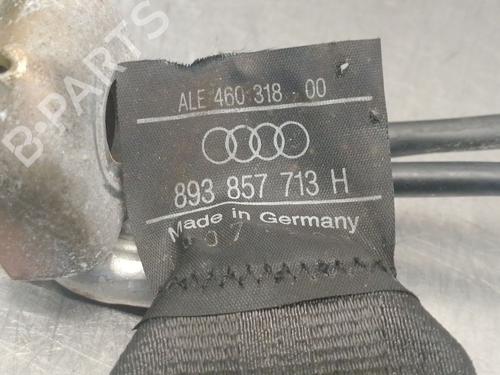 B-PARTS
ALE 460 318 00
893 857 713 H
Made in Germany